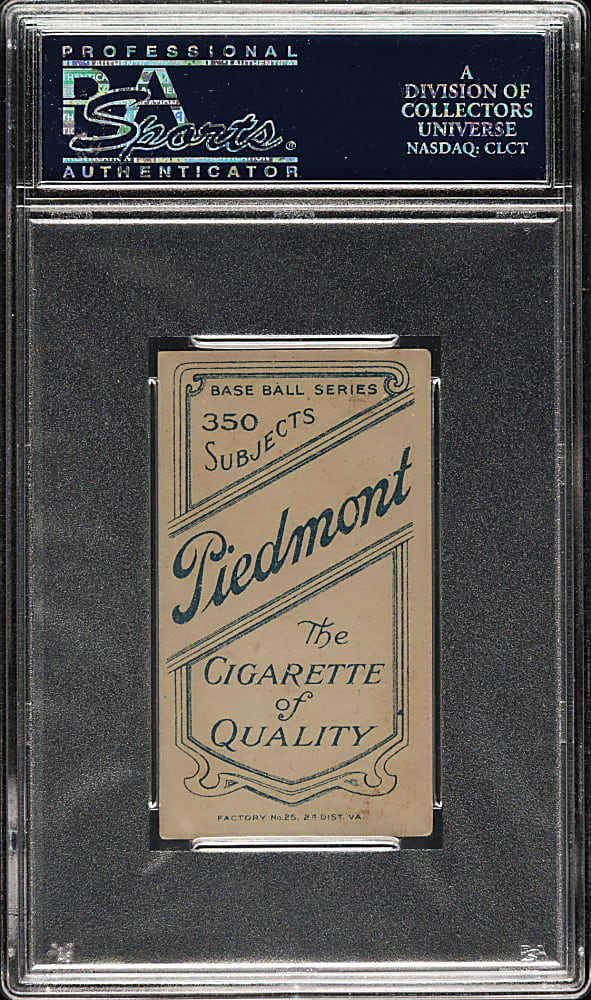 PROFESSIONAL
PSA
Sports®
AUTHENTICATOR
A
DIVISION OF
COLLECTORS
UNIVERSE
NASDAQ: CLCT
BASE BALL SERIES
350
SUBJECTS
Piedmont
The
CIGARETTE
of
QUALITY
FACTORY No. 25, 2d DIST. VA.